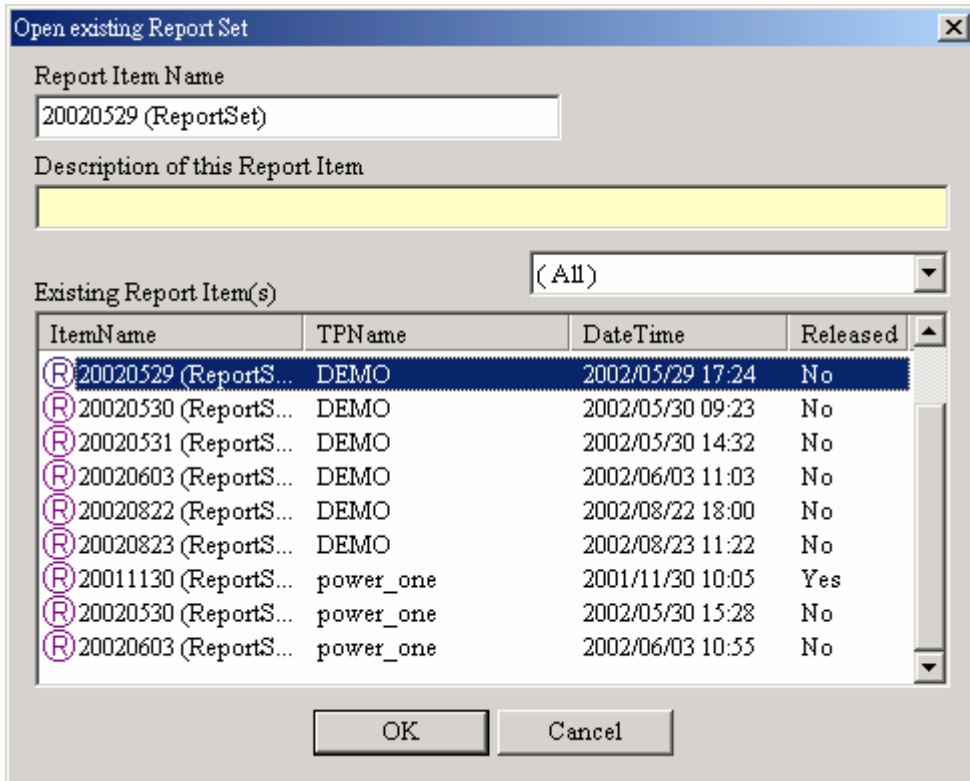 Open existing Report Set
Report Item Name
20020529 (ReportSet)
Description of this Report Item
(All)
Existing Report Item(s)
ItemName TPName DateTime Released
R 20020529 (ReportS... DEMO 2002/05/29 17:24 No
R 20020530 (ReportS... DEMO 2002/05/30 09:23 No
R 20020531 (ReportS... DEMO 2002/05/30 14:32 No
R 20020603 (ReportS... DEMO 2002/06/03 11:03 No
R 20020822 (ReportS... DEMO 2002/08/22 18:00 No
R 20020823 (ReportS... DEMO 2002/08/23 11:22 No
R 20011130 (ReportS... power_one 2001/11/30 10:05 Yes
R 20020530 (ReportS... power_one 2002/05/30 15:28 No
R 20020603 (ReportS... power_one 2002/06/03 10:55 No
OK Cancel